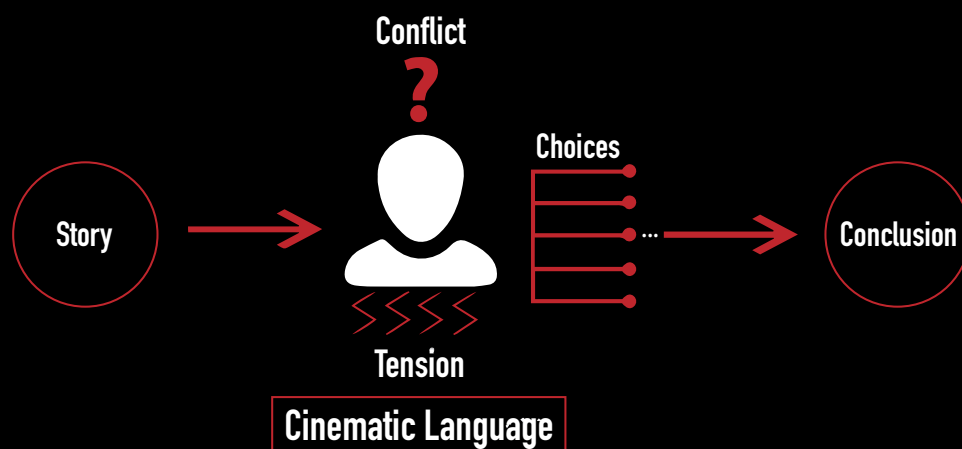 Conflict
?
Choices
Story
...
Conclusion
Tension
Cinematic Language